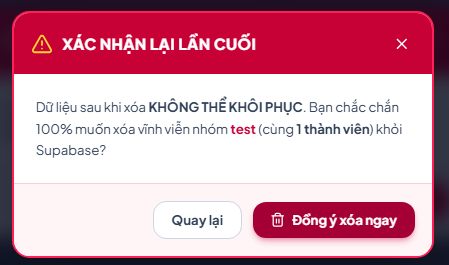 XÁC NHẬN LẠI LẦN CUỐI
Dữ liệu sau khi xóa KHÔNG THỂ KHÔI PHỤC. Bạn chắc chắn
100% muốn xóa vĩnh viễn nhóm test (cùng 1 thành viên) khỏi
Supabase?
Quay lại
Đồng ý xóa ngay